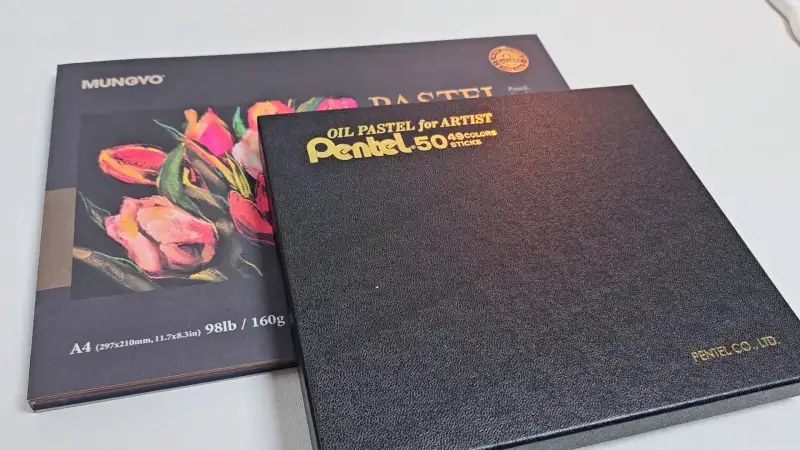 MUNGYO
PASTEL
Pencil,
A4 (297x210mm, 11.7x8.3in) 98lb / 160g
OIL PASTEL for ARTIST
Pentel·50 49 COLORS
STICKS
PENTEL CO., LTD.